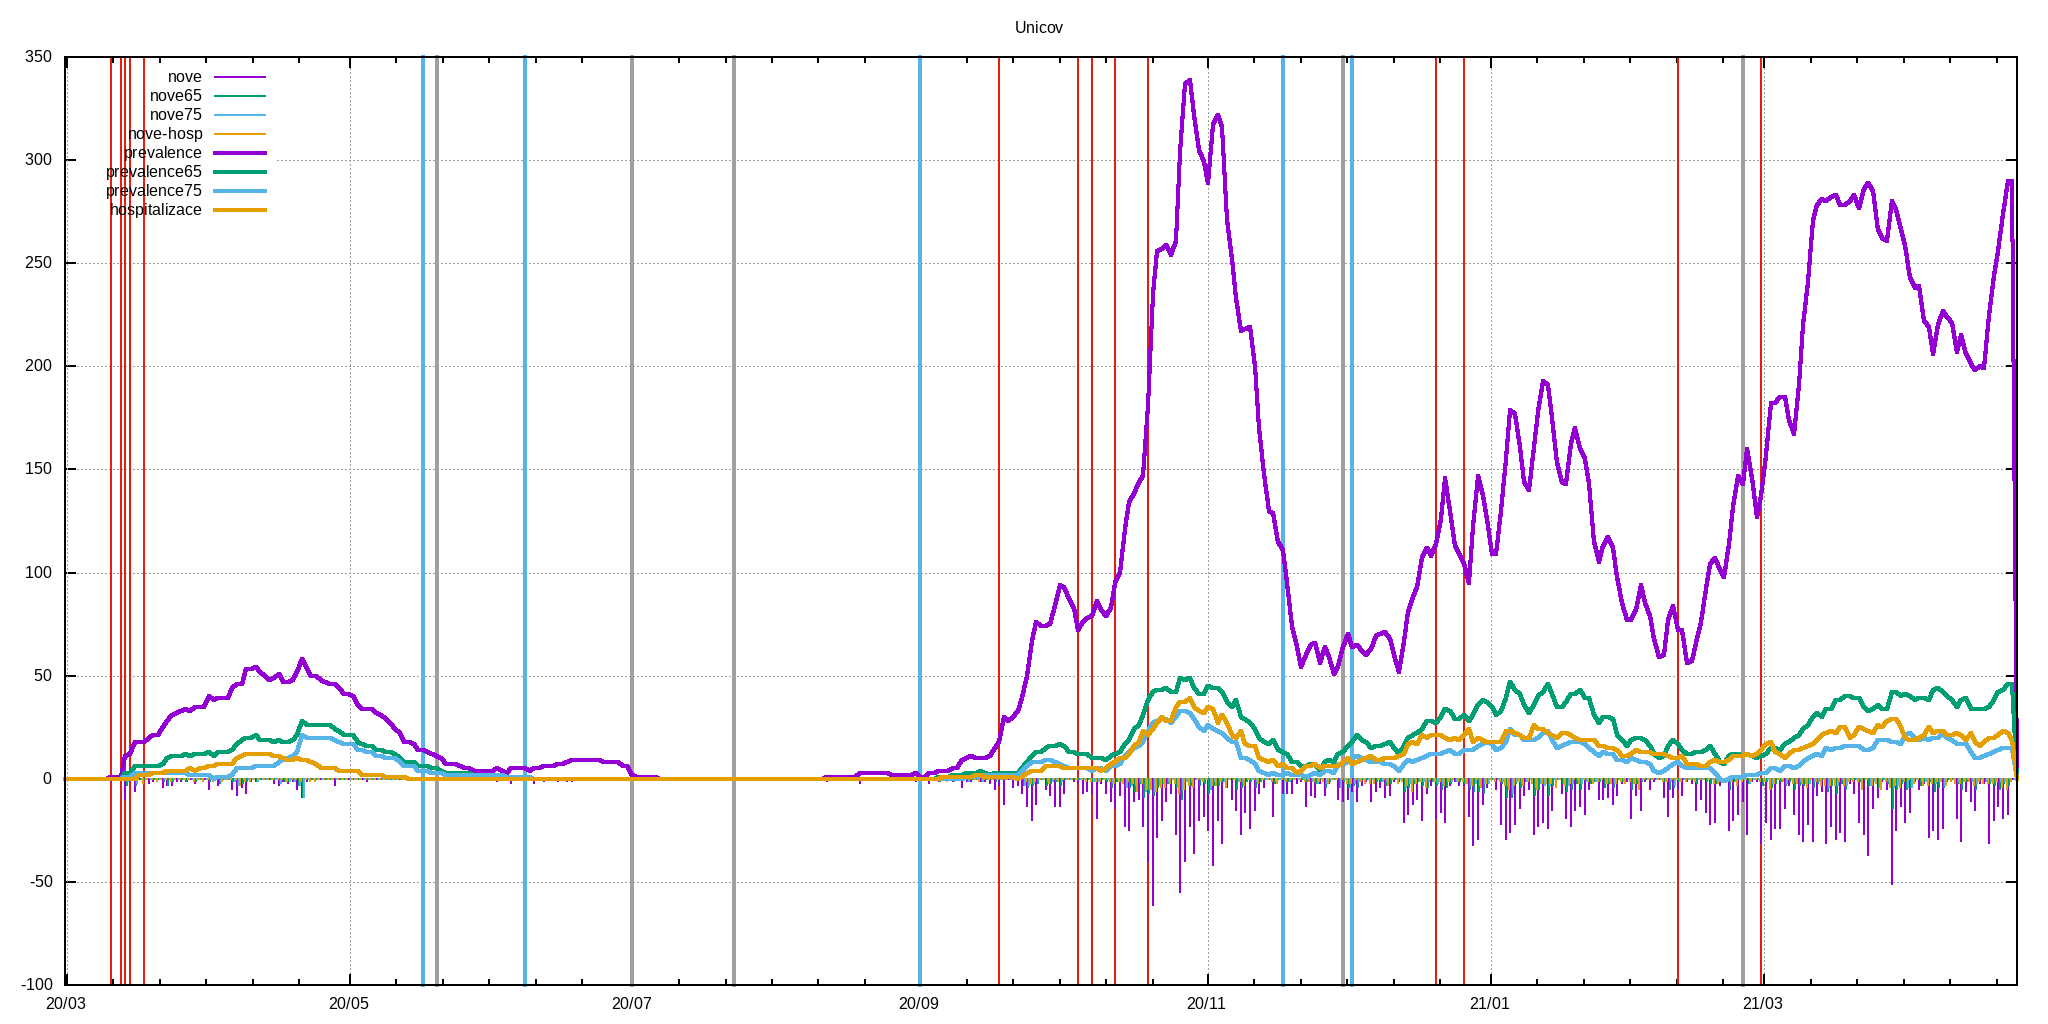 Unicov
350
300
250
200
150
100
50
0
-50
-100
nove
nove65
nove75
nove-hosp
prevalence
prevalence65
prevalence75
hospitalizace
20/03 20/05 20/07 20/09 20/11 21/01 21/03